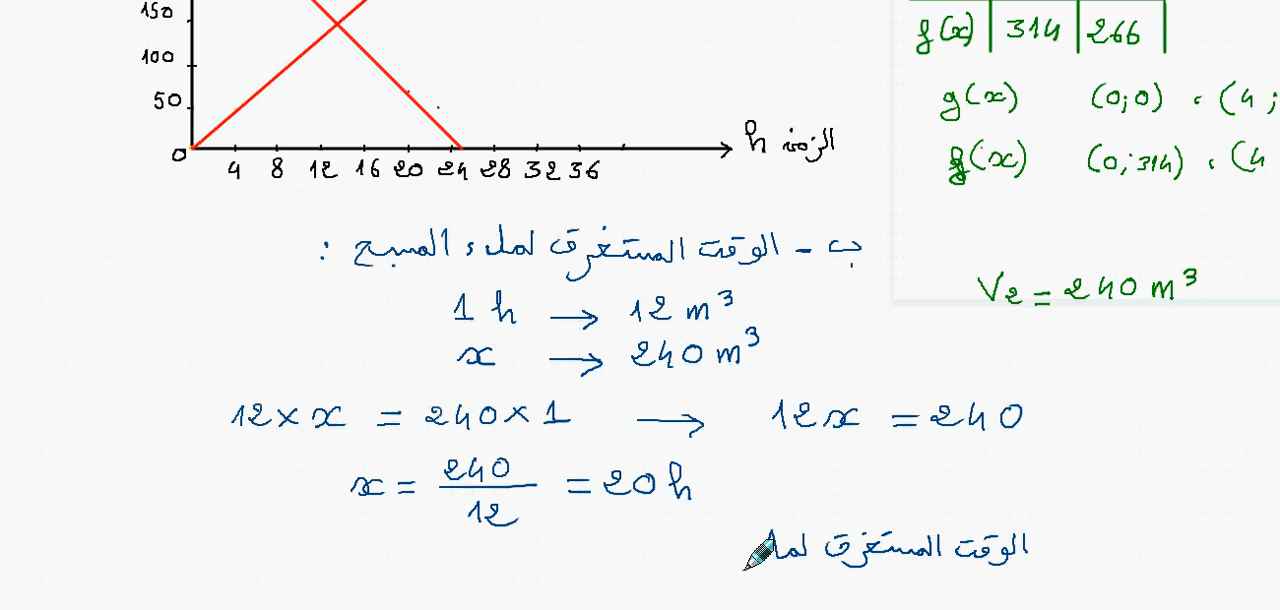 150
100
50
0
4 8 12 16 20 24 28 32 36
h الزمن
f(x) | 314 | 266
g(x) (0;0) , (4;
f(x) (0;314) , (4
V2 = 240 m³
ب - الوقت المستغرق لملء المسبح :
1 h → 12 m³
x → 240 m³
12 × x = 240 × 1 → 12x = 240
x = 240/12 = 20 h
الوقت المستغرق لملـ